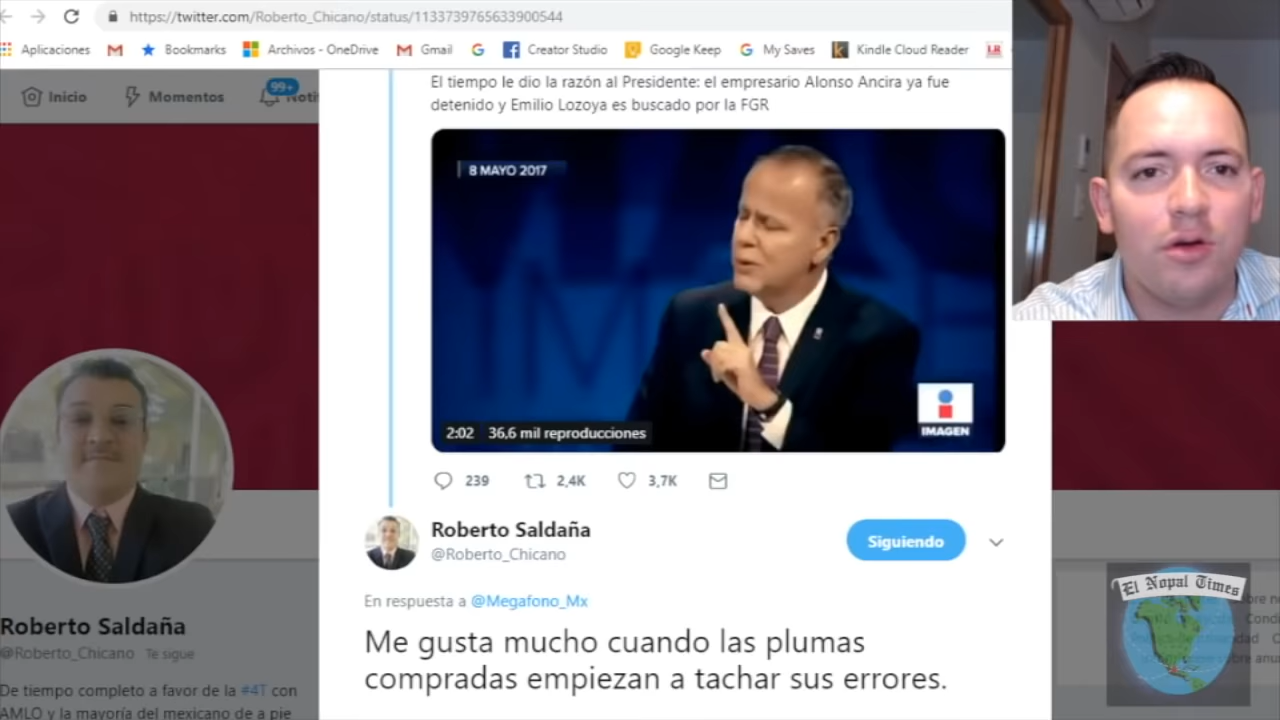 https://twitter.com/Roberto_Chicano/status/1133739765633900544
Aplicaciones
Bookmarks
Archivos - OneDrive
Gmail
Creator Studio
Google Keep
My Saves
Kindle Cloud Reader
Inicio
Momentos
99+
Noti
El tiempo le dio la razón al Presidente: el empresario Alonso Ancira ya fue
detenido y Emilio Lozoya es buscado por la FGR
8 MAYO 2017
IMAGEN
2:02 36,6 mil reproducciones
239 2,4K 3,7K
Roberto Saldaña
@Roberto_Chicano
Siguiendo
En respuesta a @Megafono_Mx
Me gusta mucho cuando las plumas
compradas empiezan a tachar sus errores.
Roberto Saldaña
@Roberto_Chicano Te sigue
De tiempo completo a favor de la #4T con
AMLO y la mayoría del mexicano de a pie
El Nopal Times